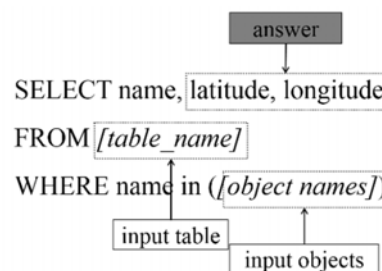 answer
SELECT name, latitude, longitude
FROM [table_name]
WHERE name in ([object names])
input table
input objects